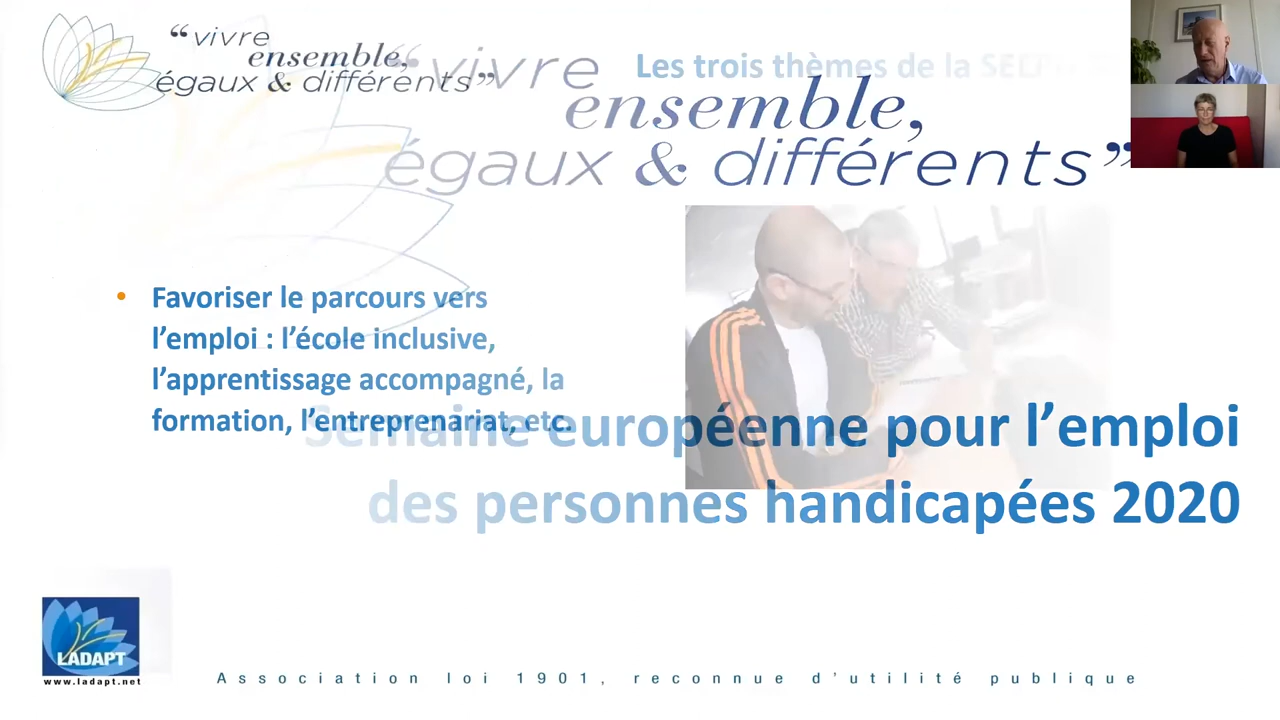 “vivre
ensemble,
égaux & différents”
“vivre
ensemble,
égaux & différents”
Les trois thèmes de la
• Favoriser le parcours vers
l’emploi : l’école inclusive,
l’apprentissage accompagné, la
formation, l’entreprenariat, etc.
Semaine européenne pour l’emploi
des personnes handicapées 2020
LADAPT
www.ladapt.net
Association loi 1901, reconnue d’utilité publique